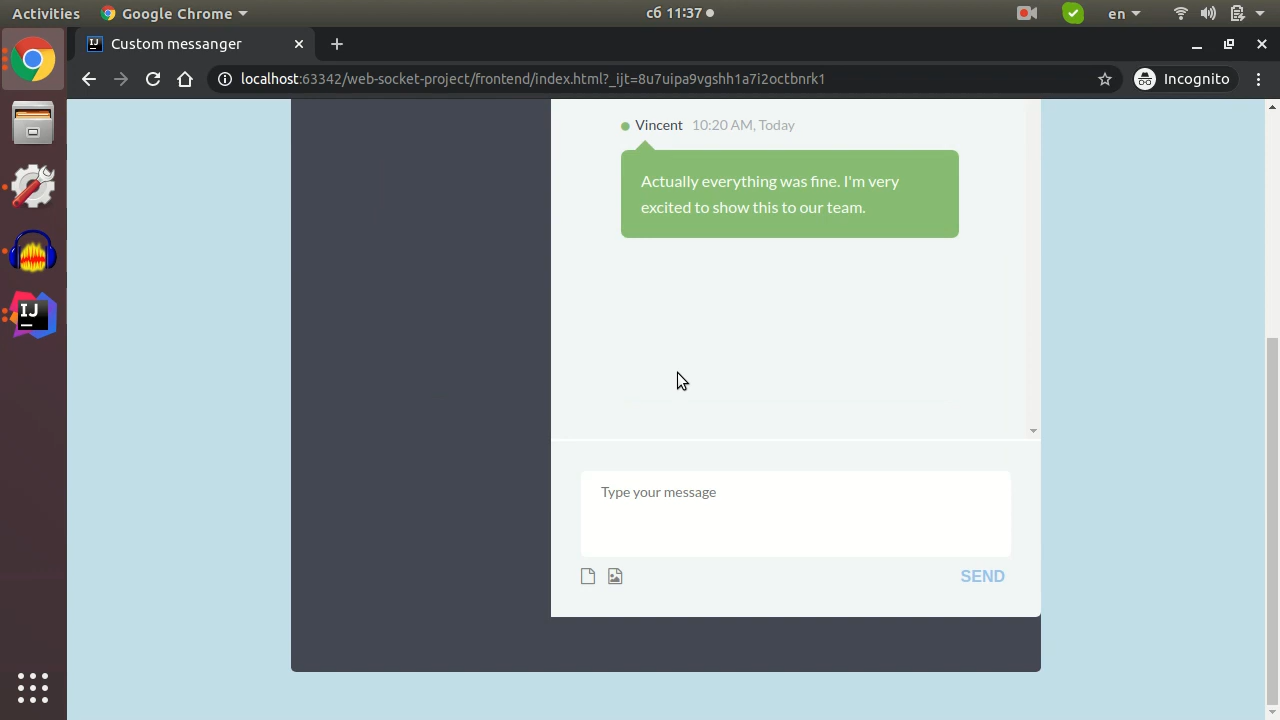 Activities
Google Chrome
сб 11:37
en
IJ
Custom messanger
localhost:63342/web-socket-project/frontend/index.html?_ijt=8u7uipa9vgshh1a7i2octbnrk1
Incognito
Vincent 10:20 AM, Today
Actually everything was fine. I'm very
excited to show this to our team.
IJ
Type your message
SEND